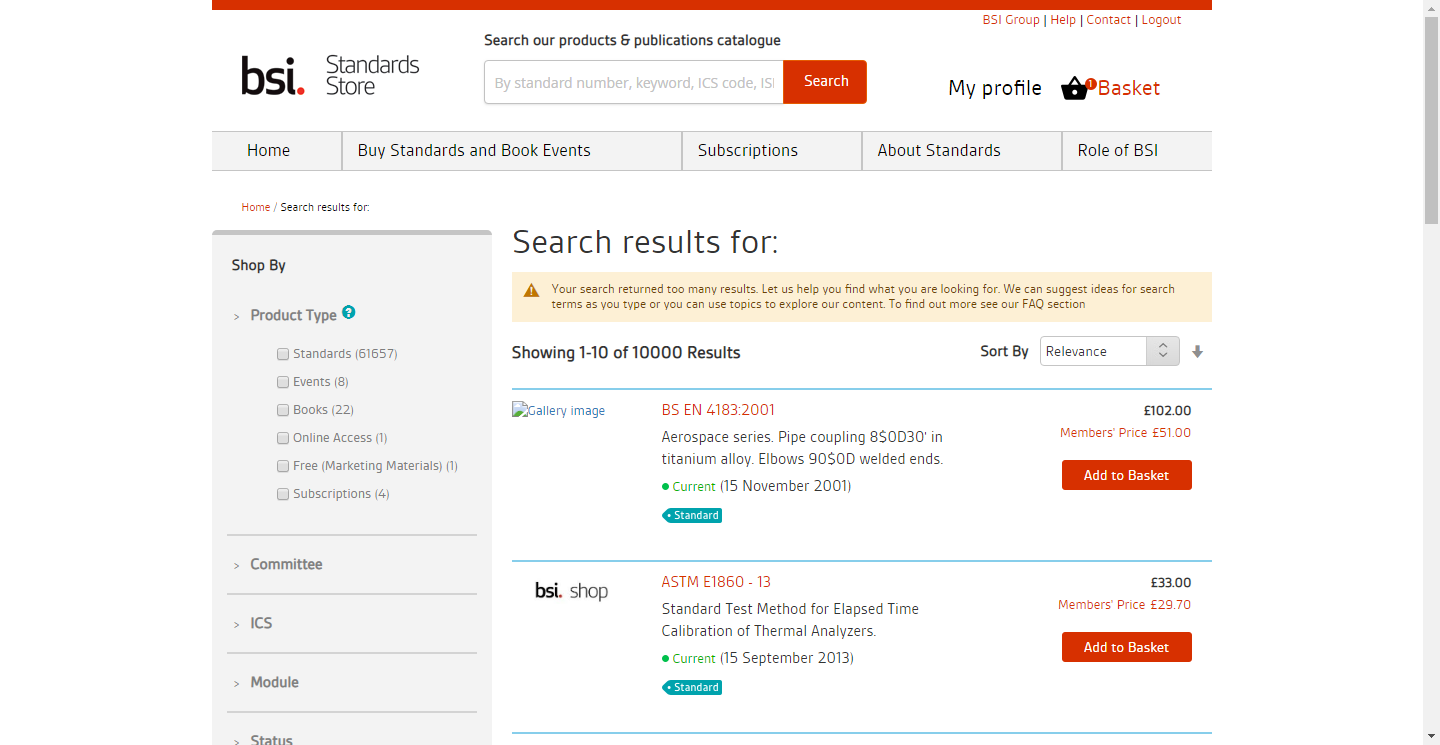 BSI Group | Help | Contact | Logout
Search our products & publications catalogue
bsi. Standards Store
By standard number, keyword, ICS code, ISI
Search
My profile
1
Basket
Home
Buy Standards and Book Events
Subscriptions
About Standards
Role of BSI
Home / Search results for:
Shop By
> Product Type ?
Standards (61657)
Events (8)
Books (22)
Online Access (1)
Free (Marketing Materials) (1)
Subscriptions (4)
> Committee
> ICS
> Module
> Status
Search results for:
Your search returned too many results. Let us help you find what you are looking for. We can suggest ideas for search
terms as you type or you can use topics to explore our content. To find out more see our FAQ section
Showing 1-10 of 10000 Results
Sort By
Relevance
Gallery image
BS EN 4183:2001
Aerospace series. Pipe coupling 8$0D30' in
titanium alloy. Elbows 90$0D welded ends.
Current (15 November 2001)
Standard
£102.00
Members' Price £51.00
Add to Basket
bsi. shop
ASTM E1860 - 13
Standard Test Method for Elapsed Time
Calibration of Thermal Analyzers.
Current (15 September 2013)
Standard
£33.00
Members' Price £29.70
Add to Basket